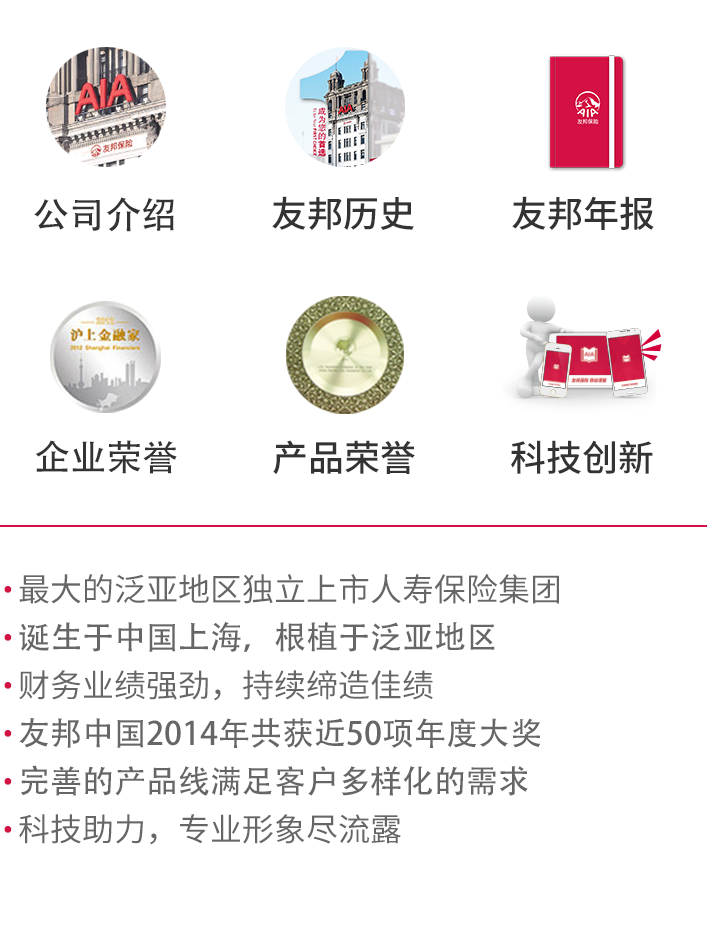 AIA
友邦保险
成为您的首选
AIA
友邦保险
公司介绍
友邦历史
友邦年报
2012
沪上金融家
2012 Shanghai Financiers
AIA
企业荣誉
产品荣誉
科技创新
最大的泛亚地区独立上市人寿保险集团
诞生于中国上海，根植于泛亚地区
财务业绩强劲，持续缔造佳绩
友邦中国2014年共获近50项年度大奖
完善的产品线满足客户多样化的需求
科技助力，专业形象尽流露